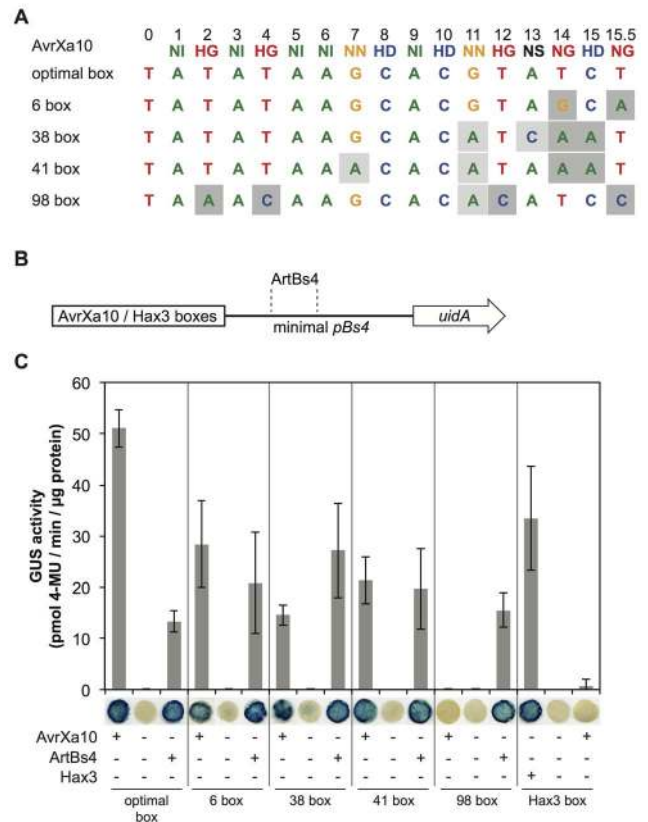 A
0 1 2 3 4 5 6 7 8 9 10 11 12 13 14 15 15.5
AvrXa10 NI HG NI HG NI NI NN HD NI HD NN HG NS NG HD NG
optimal box T A T A T A A G C A C G T A T C T
6 box T A T A T A A G C A C G T A G C A
38 box T A T A T A A G C A C A T C A A T
41 box T A T A T A A A C A C A T A A A T
98 box T A A A C A A G C A C A C A T C C
B
ArtBs4
AvrXa10 / Hax3 boxes
uidA
minimal pBs4
C
60
50
40
30
20
10
0
GUS activity
(pmol 4-MU / min / µg protein)
AvrXa10 + - - + - - + - - + - - + - - - - +
ArtBs4 - - + - - + - - + - - + - - + - - -
Hax3 - - - - - - - - - - - - - - - + - -
optimal box
6 box
38 box
41 box
98 box
Hax3 box